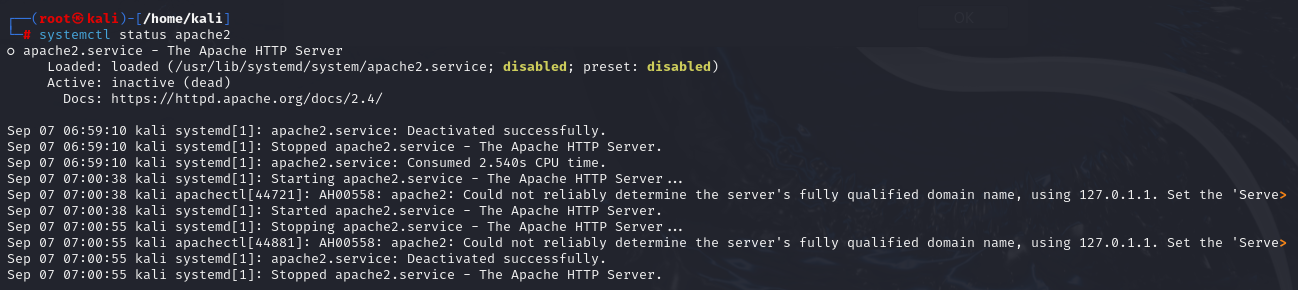 OK
┌──(root㉿kali)-[/home/kali]
└─# systemctl status apache2
○ apache2.service - The Apache HTTP Server
     Loaded: loaded (/usr/lib/systemd/system/apache2.service; disabled; preset: disabled)
     Active: inactive (dead)
       Docs: https://httpd.apache.org/docs/2.4/

Sep 07 06:59:10 kali systemd[1]: apache2.service: Deactivated successfully.
Sep 07 06:59:10 kali systemd[1]: Stopped apache2.service - The Apache HTTP Server.
Sep 07 06:59:10 kali systemd[1]: apache2.service: Consumed 2.540s CPU time.
Sep 07 07:00:38 kali systemd[1]: Starting apache2.service - The Apache HTTP Server...
Sep 07 07:00:38 kali apachectl[44721]: AH00558: apache2: Could not reliably determine the server's fully qualified domain name, using 127.0.1.1. Set the 'Serve>
Sep 07 07:00:38 kali systemd[1]: Started apache2.service - The Apache HTTP Server.
Sep 07 07:00:55 kali systemd[1]: Stopping apache2.service - The Apache HTTP Server...
Sep 07 07:00:55 kali apachectl[44881]: AH00558: apache2: Could not reliably determine the server's fully qualified domain name, using 127.0.1.1. Set the 'Serve>
Sep 07 07:00:55 kali systemd[1]: apache2.service: Deactivated successfully.
Sep 07 07:00:55 kali systemd[1]: Stopped apache2.service - The Apache HTTP Server.